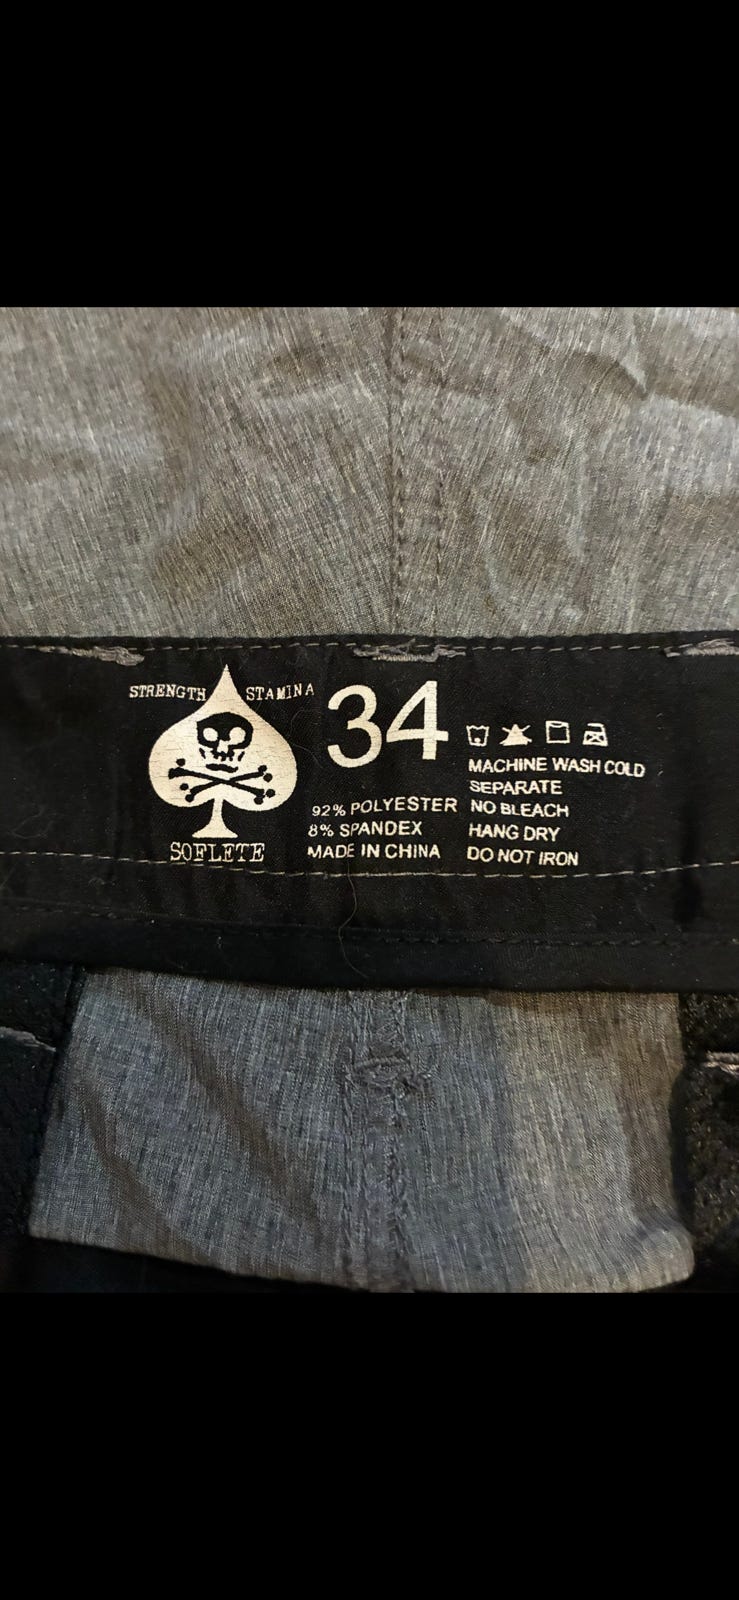 STRENGTH STAMINA
SOFLETE
34
92% POLYESTER
8% SPANDEX
MADE IN CHINA
MACHINE WASH COLD
SEPARATE
NO BLEACH
HANG DRY
DO NOT IRON